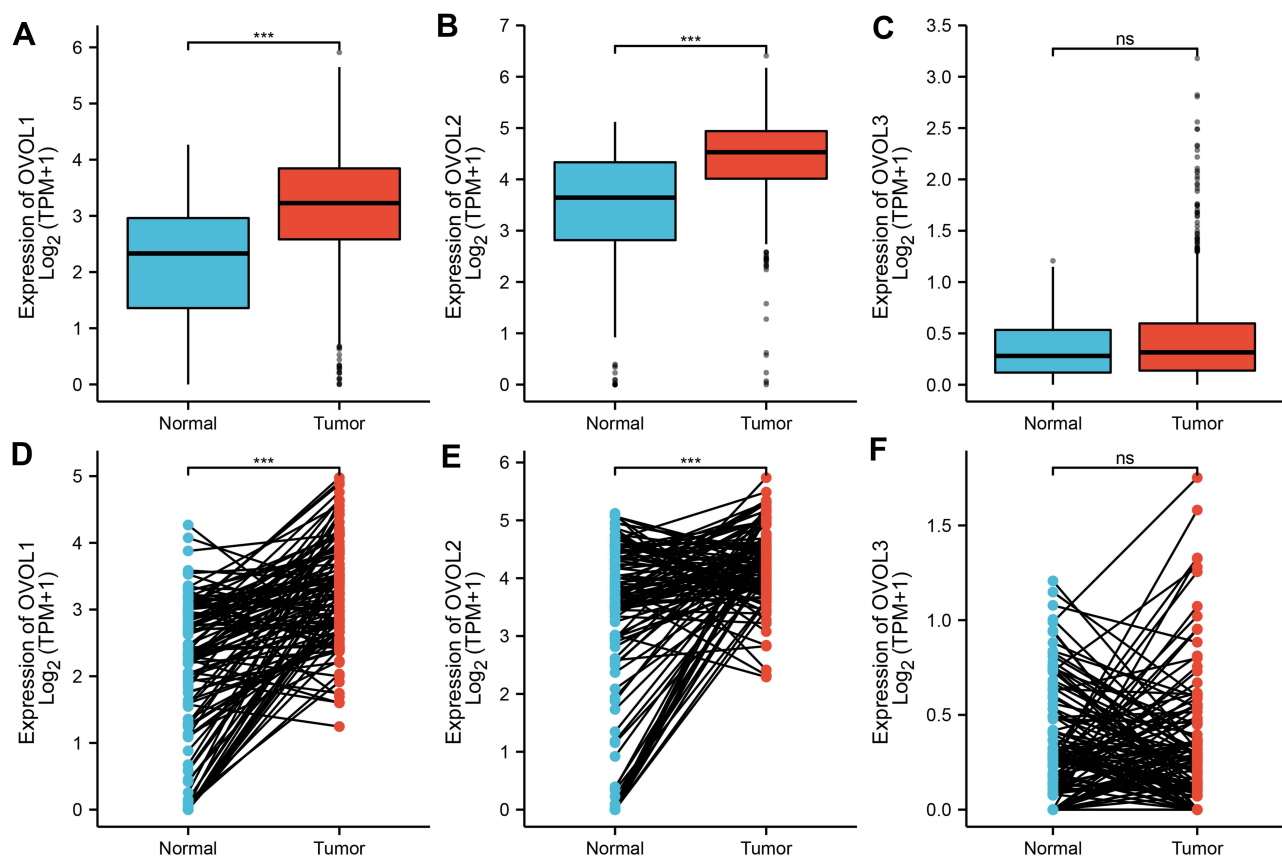 A
Expression of OVOL1
Log₂ (TPM+1)
6
5
4
3
2
1
0
***
Normal
Tumor
B
Expression of OVOL2
Log₂ (TPM+1)
7
6
5
4
3
2
1
0
***
Normal
Tumor
C
Expression of OVOL3
Log₂ (TPM+1)
3.5
3.0
2.5
2.0
1.5
1.0
0.5
0.0
ns
Normal
Tumor
D
Expression of OVOL1
Log₂ (TPM+1)
5
4
3
2
1
0
***
Normal
Tumor
E
Expression of OVOL2
Log₂ (TPM+1)
6
5
4
3
2
1
0
***
Normal
Tumor
F
Expression of OVOL3
Log₂ (TPM+1)
1.5
1.0
0.5
0.0
ns
Normal
Tumor